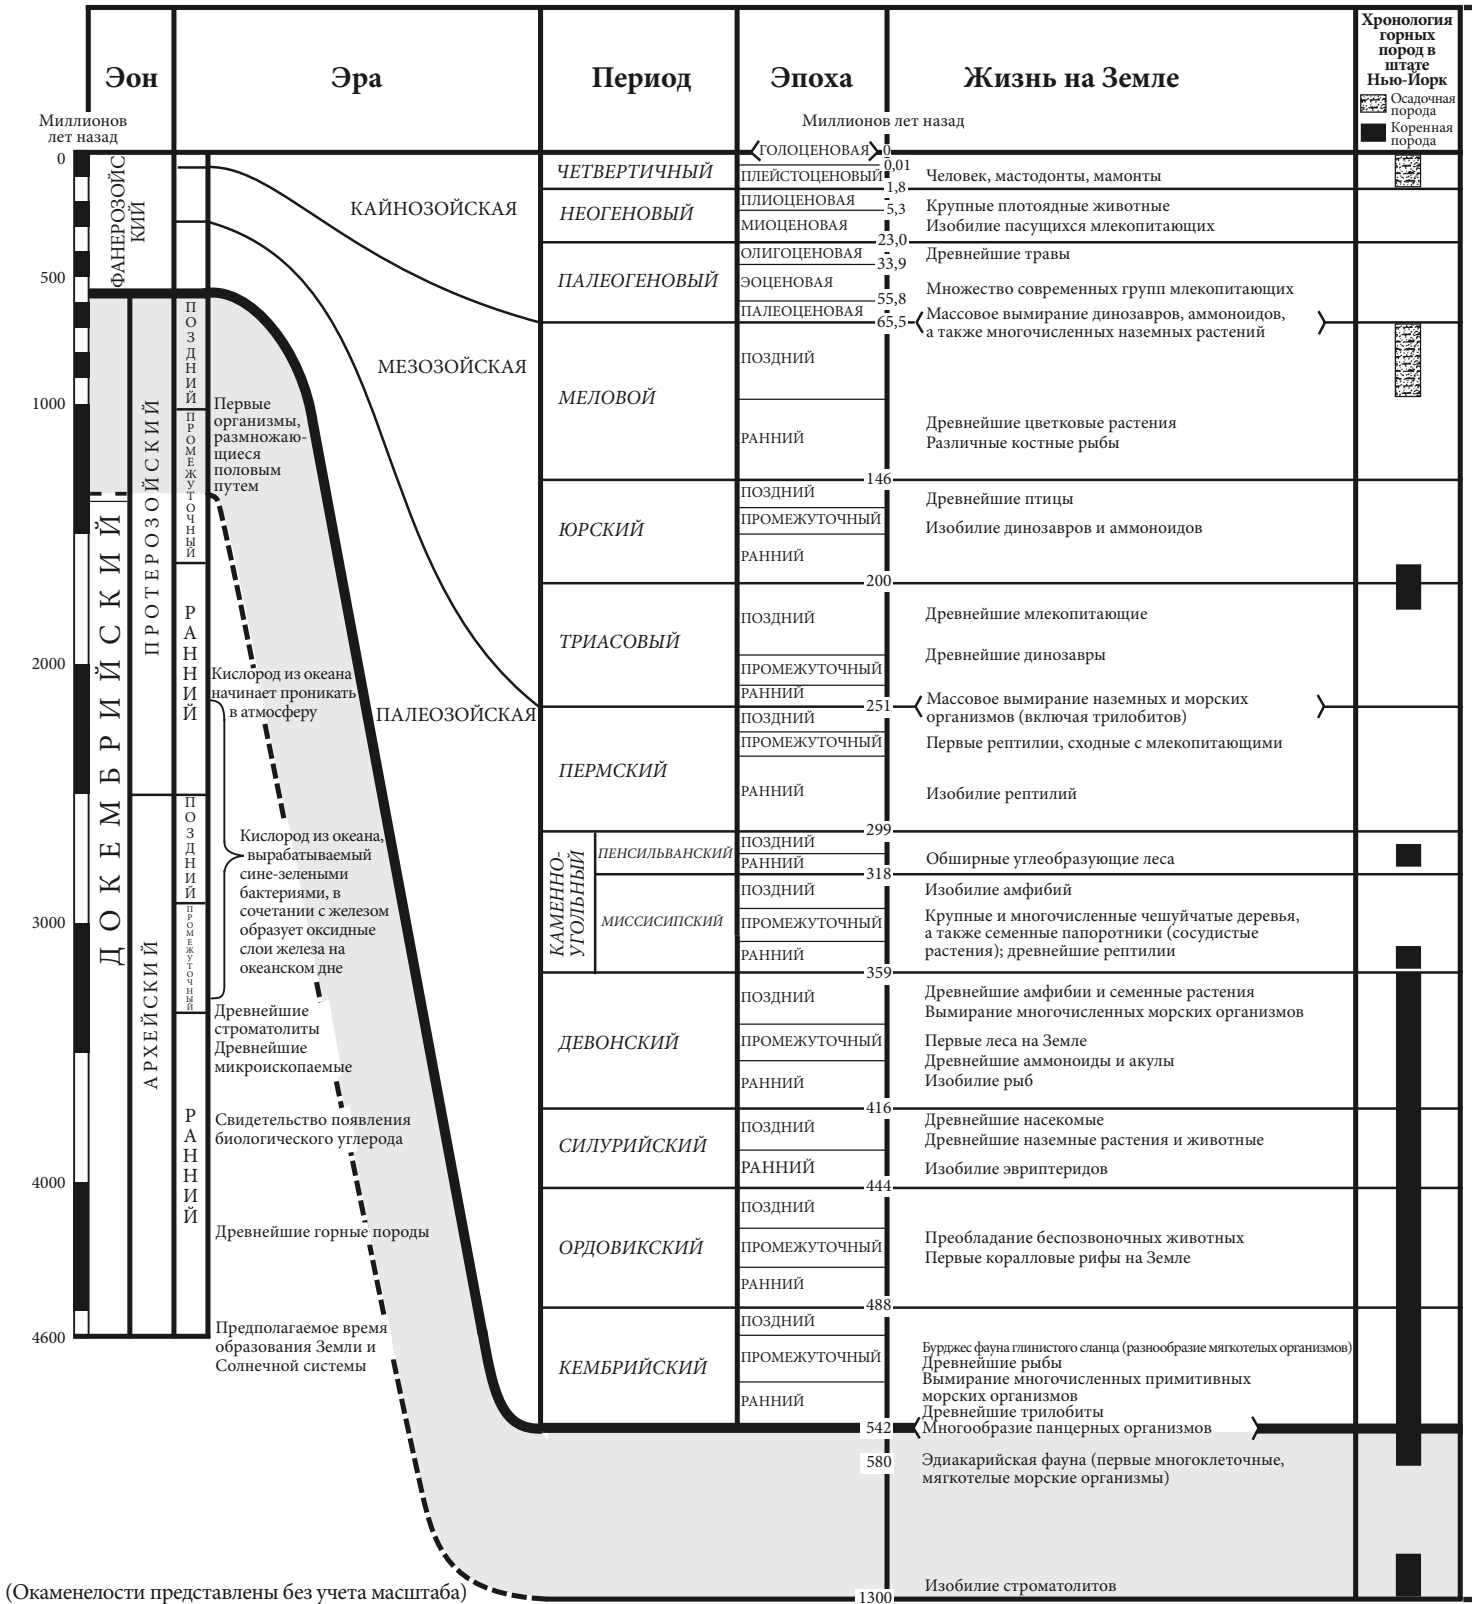 Эон
Эра
Период
Эпоха
Жизнь на Земле
Хронология
горных
пород в
штате
Нью-Йорк
Осадочная
порода
Коренная
порода
Миллионов
лет назад
Миллионов лет назад
0
500
1000
2000
3000
4000
4600
ФАНЕРОЗОЙС
КИЙ
ДОКЕМБРИЙСКИЙ
ПРОТЕРОЗОЙСКИЙ
АРХЕЙСКИЙ
ПОЗДНИЙ
ПРОМЕЖУТОЧНЫЙ
РАННИЙ
ПОЗДНИЙ
ПРОМЕЖУТОЧНЫЙ
РАННИЙ
Первые
организмы,
размножаю-
щиеся
половым
путем
Кислород из океана
начинает проникать
в атмосферу
Кислород из океана,
вырабатываемый
сине-зелеными
бактериями, в
сочетании с железом
образует оксидные
слои железа на
океанском дне
Древнейшие
строматолиты
Древнейшие
микроископаемые
Свидетельство появления
биологического углерода
Древнейшие горные породы
Предполагаемое время
образования Земли и
Солнечной системы
КАЙНОЗОЙСКАЯ
МЕЗОЗОЙСКАЯ
ПАЛЕОЗОЙСКАЯ
ЧЕТВЕРТИЧНЫЙ
ГОЛОЦЕНОВАЯ
0
0,01
ПЛЕЙСТОЦЕНОВЫЙ
Человек, мастодонты, мамонты
1,8
НЕОГЕНОВЫЙ
ПЛИОЦЕНОВАЯ
Крупные плотоядные животные
5,3
МИОЦЕНОВАЯ
Изобилие пасущихся млекопитающих
23,0
ПАЛЕОГЕНОВЫЙ
ОЛИГОЦЕНОВАЯ
Древнейшие травы
33,9
ЭОЦЕНОВАЯ
Множество современных групп млекопитающих
55,8
ПАЛЕОЦЕНОВАЯ
65,5
Массовое вымирание динозавров, аммоноидов,
а также многочисленных наземных растений
МЕЛОВОЙ
ПОЗДНИЙ
РАННИЙ
Древнейшие цветковые растения
Различные костные рыбы
146
ЮРСКИЙ
ПОЗДНИЙ
Древнейшие птицы
ПРОМЕЖУТОЧНЫЙ
Изобилие динозавров и аммоноидов
РАННИЙ
200
ТРИАСОВЫЙ
ПОЗДНИЙ
Древнейшие млекопитающие
Древнейшие динозавры
ПРОМЕЖУТОЧНЫЙ
РАННИЙ
251
Массовое вымирание наземных и морских
организмов (включая трилобитов)
ПЕРМСКИЙ
ПОЗДНИЙ
ПРОМЕЖУТОЧНЫЙ
Первые рептилии, сходные с млекопитающими
РАННИЙ
Изобилие рептилий
299
КАМЕННО-
УГОЛЬНЫЙ
ПЕНСИЛЬВАНСКИЙ
ПОЗДНИЙ
РАННИЙ
Обширные углеобразующие леса
318
МИССИСИПСКИЙ
ПОЗДНИЙ
Изобилие амфибий
ПРОМЕЖУТОЧНЫЙ
Крупные и многочисленные чешуйчатые деревья,
а также семенные папоротники (сосудистые
растения); древнейшие рептилии
РАННИЙ
359
ДЕВОНСКИЙ
ПОЗДНИЙ
Древнейшие амфибии и семенные растения
Вымирание многочисленных морских организмов
ПРОМЕЖУТОЧНЫЙ
Первые леса на Земле
Древнейшие аммоноиды и акулы
Изобилие рыб
РАННИЙ
416
СИЛУРИЙСКИЙ
ПОЗДНИЙ
Древнейшие насекомые
Древнейшие наземные растения и животные
РАННИЙ
Изобилие эвриптеридов
444
ОРДОВИКСКИЙ
ПОЗДНИЙ
ПРОМЕЖУТОЧНЫЙ
Преобладание беспозвоночных животных
Первые коралловые рифы на Земле
РАННИЙ
488
КЕМБРИЙСКИЙ
ПОЗДНИЙ
ПРОМЕЖУТОЧНЫЙ
РАННИЙ
Бурджес фауна глинистого сланца (разнообразие мягкотелых организмов)
Древнейшие рыбы
Вымирание многочисленных примитивных
морских организмов
Древнейшие трилобиты
542
Многообразие панцерных организмов
580
Эдиакарийская фауна (первые многоклеточные,
мягкотелые морские организмы)
Изобилие строматолитов
1300
(Окаменелости представлены без учета масштаба)